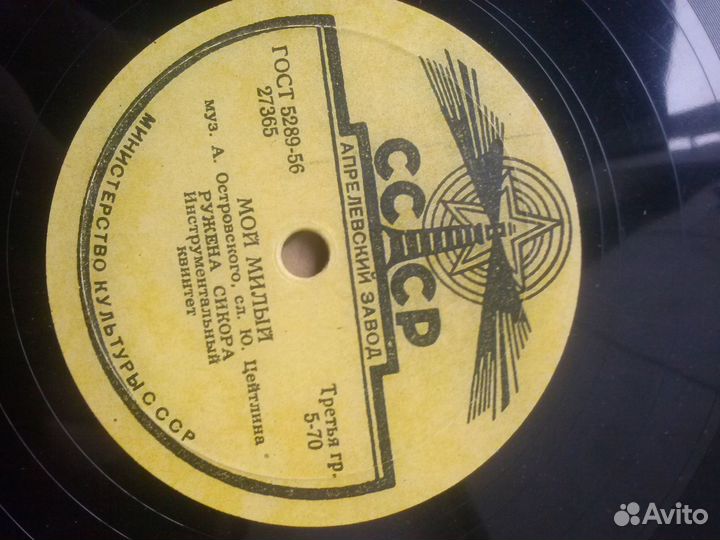 СССР
АПРЕЛЕВСКИЙ ЗАВОД
ГОСТ 5289-56
27365
Третья гр.
5-70
МОЙ МИЛЫЙ
муз. А. Островского, сл. Ю. Цейтлина
РУЖЕНА СИКОРА
Инструментальный
квинтет
МИНИСТЕРСТВО КУЛЬТУРЫ СССР
Avito